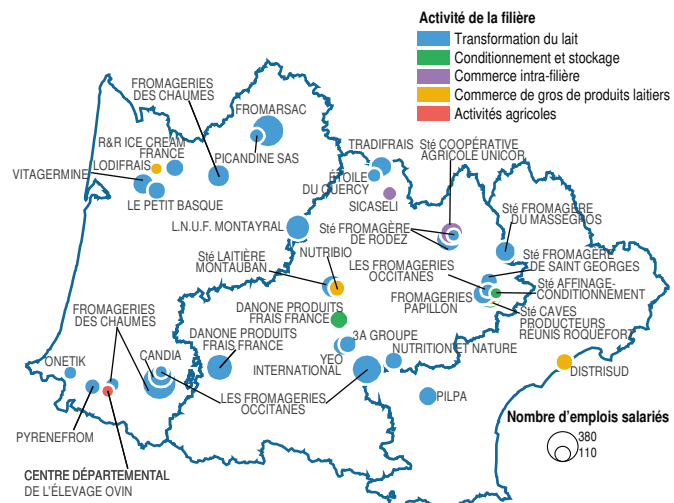 Activité de la filière
Transformation du lait
Conditionnement et stockage
Commerce intra-filière
Commerce de gros de produits laitiers
Activités agricoles
FROMAGERIES
DES CHAUMES
FROMARSAC
R&R ICE CREAM
FRANCE
LODIFRAIS
VITAGERMINE
PICANDINE SAS
LE PETIT BASQUE
TRADIFRAIS
Sté COOPÉRATIVE
AGRICOLE UNICOR
ÉTOILE
DU QUERCY
SICASELI
Sté FROMAGÈRE
DU MASSEGROS
L.N.U.F. MONTAYRAL
Sté FROMAGÈRE
DE RODEZ
Sté LAITIÈRE
MONTAUBAN
NUTRIBIO
LES FROMAGERIES
OCCITANES
Sté FROMAGERE
DE SAINT GEORGES
Sté AFFINAGE-
CONDITIONNEMENT
FROMAGERIES
PAPILLON
Sté CAVES
PRODUCTEURS
REUNIS ROQUEFORT
FROMAGERIES
DES CHAUMES
DANONE PRODUITS
FRAIS FRANCE
DANONE PRODUITS
FRAIS FRANCE
3A GROUPE
YEO
INTERNATIONAL
NUTRITION ET NATURE
ONETIK
CANDIA
DISTRISUD
LES FROMAGERIES
OCCITANES
PILPA
PYRENEFROM
CENTRE DÉPARTEMENTAL
DE L'ÉLEVAGE OVIN
Nombre d'emplois salariés
380
110